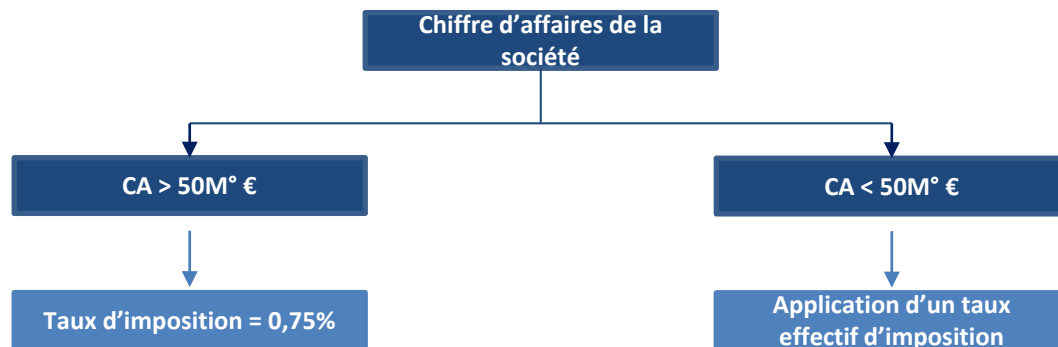 Chiffre d’affaires de la
société
CA > 50M° €
CA < 50M° €
Taux d’imposition = 0,75%
Application d’un taux
effectif d’imposition